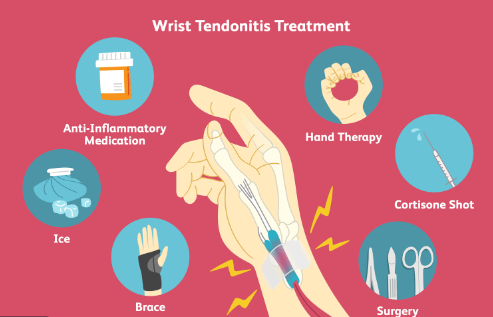 Wrist Tendonitis Treatment
Anti-Inflammatory
Medication
Hand Therapy
Cortisone Shot
Ice
Brace
Surgery